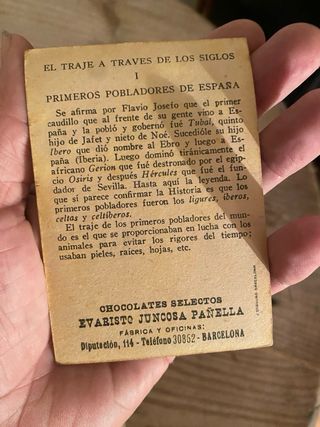 EL TRAJE A TRAVES DE LOS SIGLOS
I
PRIMEROS POBLADORES DE ESPAÑA
Se afirma por Flavio Josefo que el primer
caudillo que al frente de su gente vino a Es-
paña y la pobló y gobernó fué Tubal, quinto
hijo de Jafet y nieto de Noé. Sucedióle su hijo
Ibero que dió nombre al Ebro y luego a Es-
paña (Iberia). Luego dominó tiránicamente el
africano Gerion que fué destronado por el egip-
cio Osiris y después Hércules que fué el fun-
dador de Sevilla. Hasta aquí la leyenda. Lo
que sí parece confirmar la Historia es que los
primeros pobladores fueron los ligures, iberos,
celtas y celtíberos.
El traje de los primeros pobladores del mun-
do es el que se proporcionaban en lucha con los
animales para evitar los rigores del tiempo;
usaban pieles, raices, hojas, etc.
CHOCOLATES SELECTOS
EVARISTO JUNCOSA PAÑELLA
FÁBRICA Y OFICINAS:
Diputación, 114 - Teléfono 30852 - BARCELONA